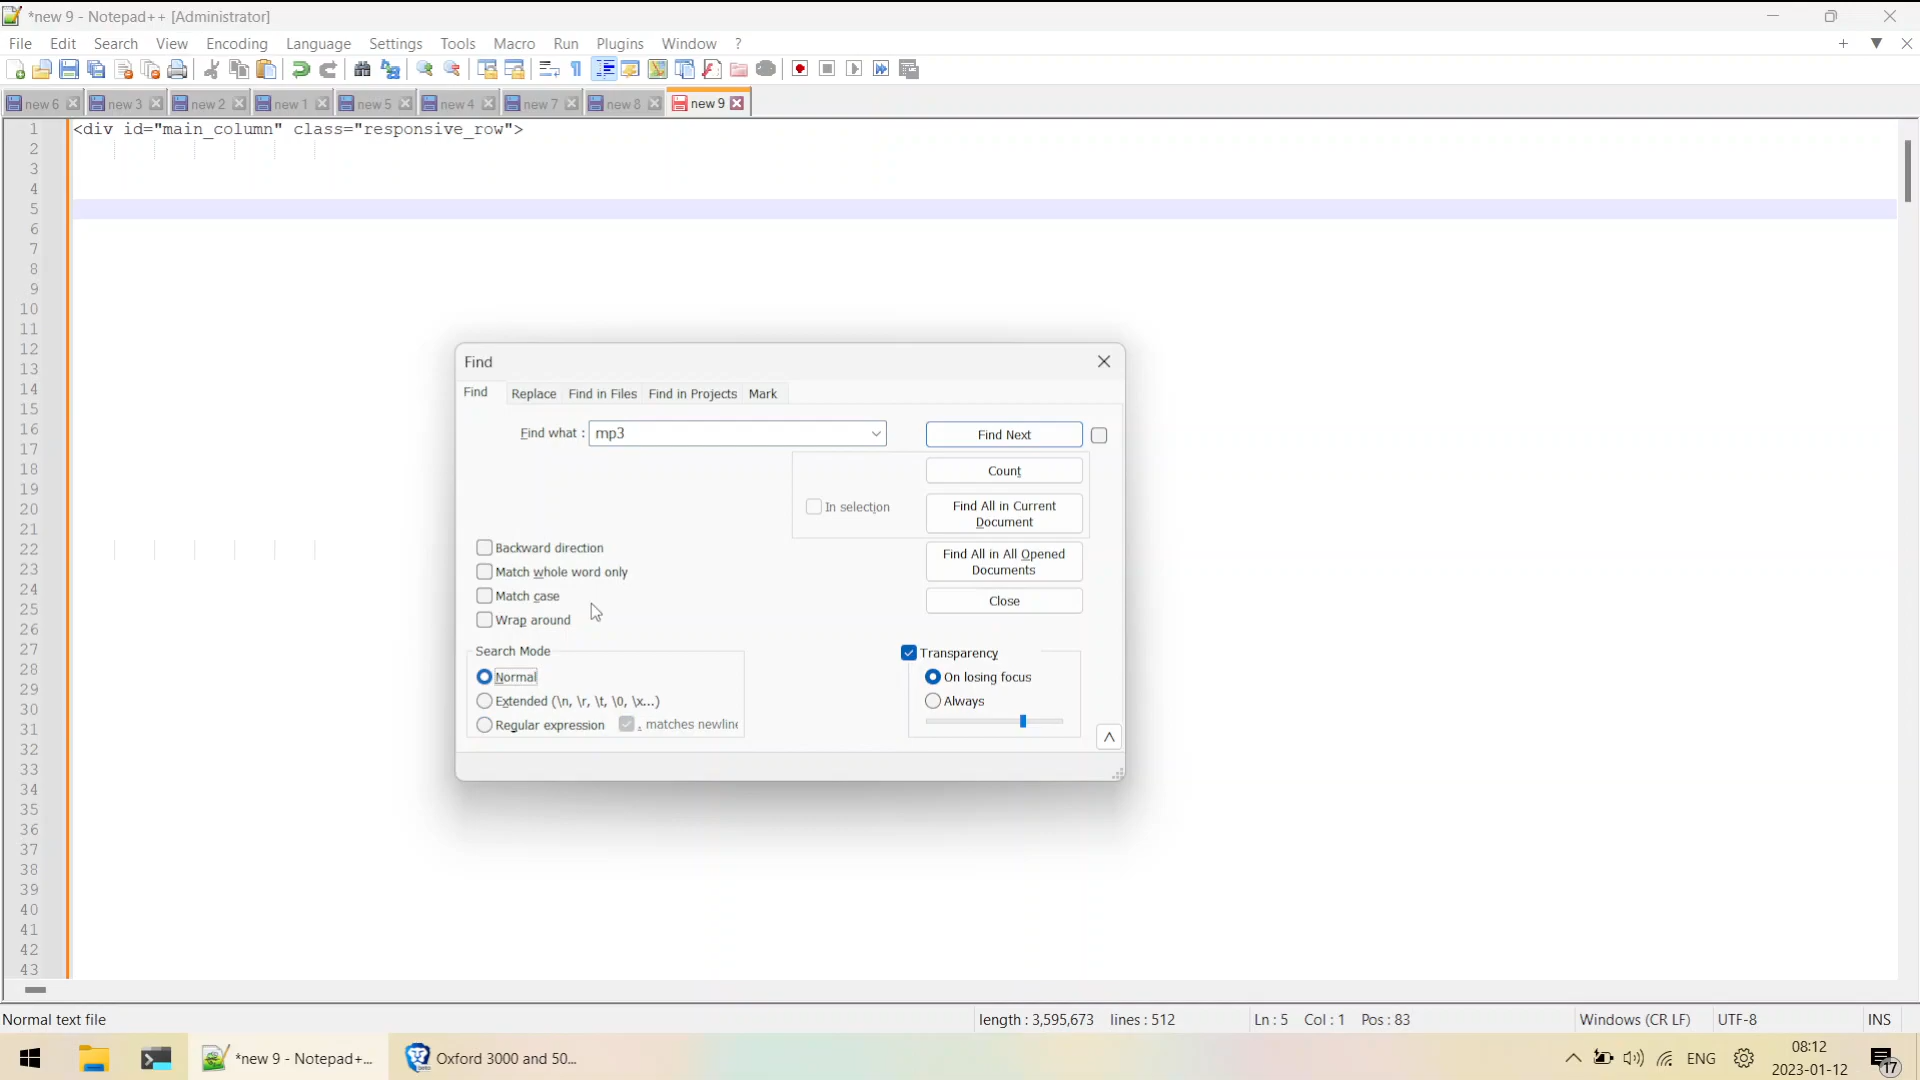 *new 9 - Notepad++ [Administrator]
File Edit Search View Encoding Language Settings Tools Macro Run Plugins Window ?
new 6 new 3 new 2 new 1 new 5 new 4 new 7 new 8 new 9
1 <div id="main_column" class="responsive_row">
2
3
4
5
6
7
8
9
10
11
12
13
14
15
16
17
18
19
20
21
22
23
24
25
26
27
28
29
30
31
32
33
34
35
36
37
38
39
40
41
42
43
Find
Find Replace Find in Files Find in Projects Mark
Find what : mp3 Find Next
Count
In selection Find All in Current
Document
Backward direction Find All in All Opened
Match whole word only Documents
Match case Close
Wrap around
Search Mode Transparency
Normal On losing focus
Extended (\n, \r, \t, \0, \x...) Always
Regular expression . matches newline
Normal text file length : 3,595,673 lines : 512 Ln : 5 Col : 1 Pos : 83 Windows (CR LF) UTF-8 INS
*new 9 - Notepad+... Oxford 3000 and 50... ENG 08:12
2023-01-12 17